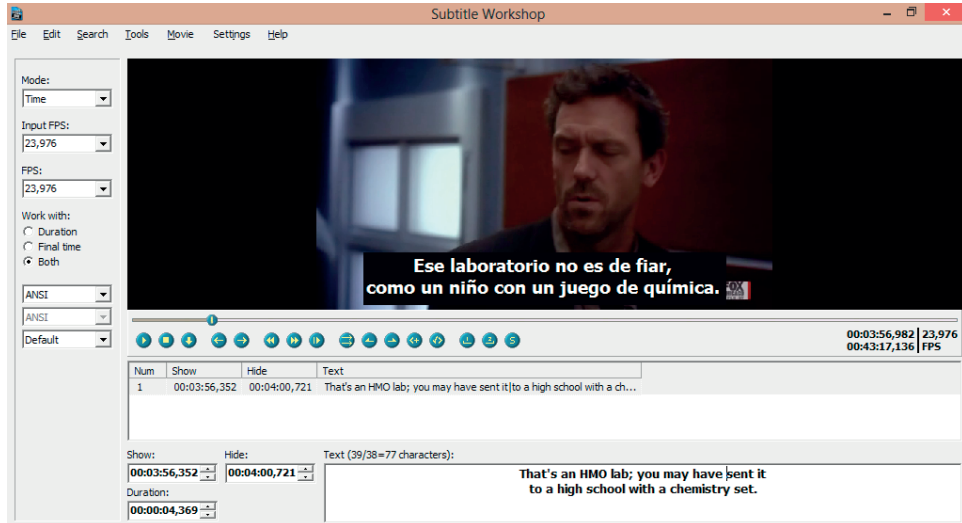 Subtitle Workshop
File Edit Search Tools Movie Settings Help
Mode:
Time
Input FPS:
23,976
FPS:
23,976
Work with:
Duration
Final time
Both
ANSI
ANSI
Default
Ese laboratorio no es de fiar,
como un niño con un juego de química.
FOX
00:03:56,982 23,976
00:43:17,136 FPS
Num Show Hide Text
1 00:03:56,352 00:04:00,721 That's an HMO lab; you may have sent it|to a high school with a ch...
Show: Hide: Text (39/38=77 characters):
00:03:56,352 00:04:00,721
Duration:
00:00:04,369
That's an HMO lab; you may have sent it
to a high school with a chemistry set.